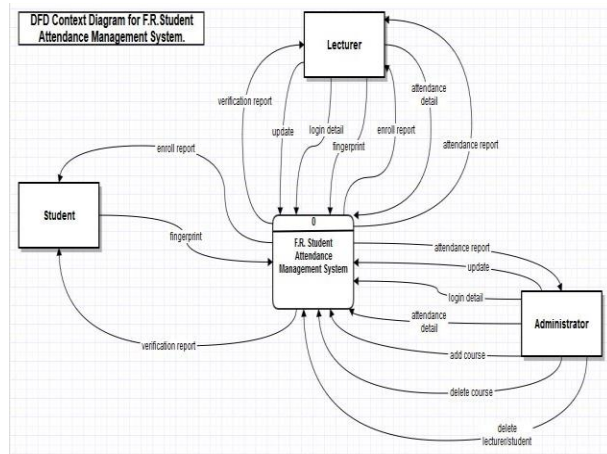 DFD Context Diagram for F.R.Student
Attendance Management System.
Lecturer
verification report
update
login detail
fingerprint
enroll report
attendance
detail
attendance report
enroll report
Student
fingerprint
verification report
0
F.R. Student
Attendance
Management System
attendance report
update
login detail
attendance
detail
add course
delete course
delete
lecturer/student
Administrator